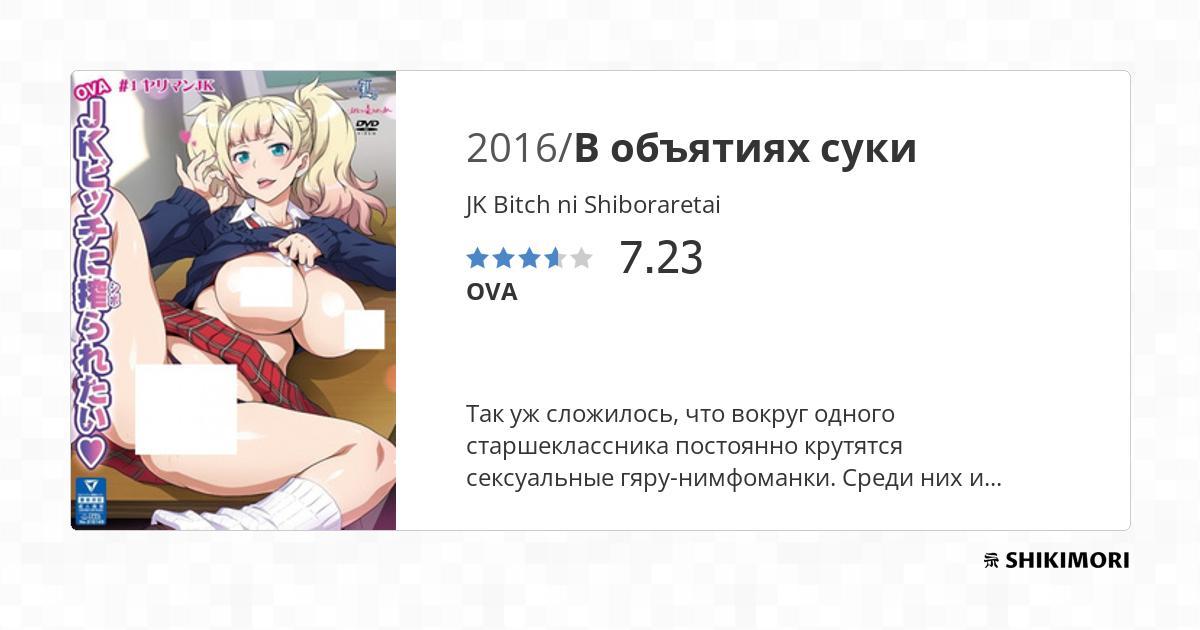 OVA #1 ヤリマンJK
JKビッチに搾られたい♥
シボ
DVD
2016/В объятиях суки
JK Bitch ni Shiboraretai
7.23
OVA
Так уж сложилось, что вокруг одного
старшеклассника постоянно крутятся
сексуальные гяру-нимфоманки. Среди них и...
SHIKIMORI